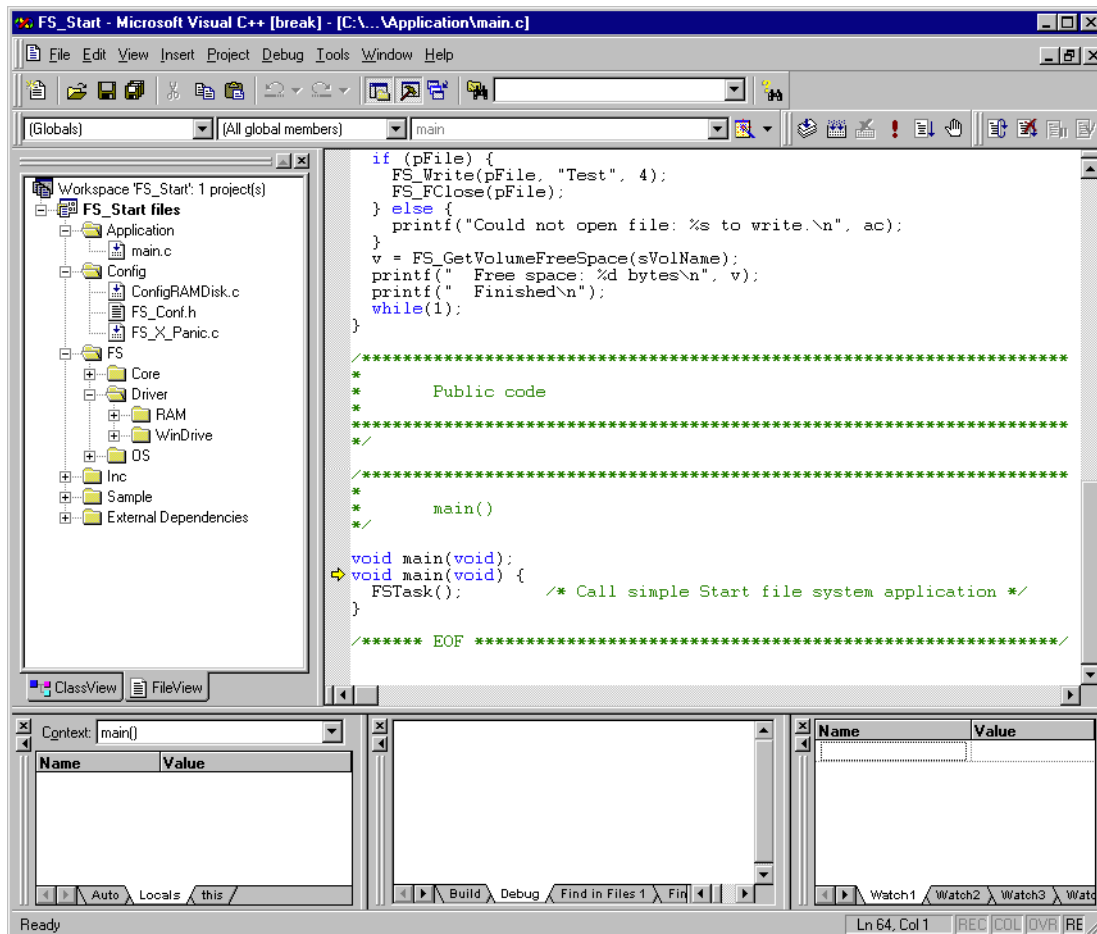 FS_Start - Microsoft Visual C++ [break] - [C:\...\Application\main.c]
File Edit View Insert Project Debug Tools Window Help
(Globals) (All global members) main
Workspace 'FS_Start': 1 project(s)
FS_Start files
Application
main.c
Config
ConfigRAMDisk.c
FS_Conf.h
FS_X_Panic.c
FS
Core
Driver
RAM
WinDrive
OS
Inc
Sample
External Dependencies
ClassView FileView
if (pFile) {
FS_Write(pFile, "Test", 4);
FS_FClose(pFile);
} else {
printf("Could not open file: %s to write.\n", ac);
}
v = FS_GetVolumeFreeSpace(sVolName);
printf("  Free space: %d bytes\n", v);
printf("  Finished\n");
while(1);
}
/*********************************************************************
*
*       Public code
*
**********************************************************************
*/
/*********************************************************************
*
*       main()
*/
void main(void);
void main(void) {
FSTask();        /* Call simple Start file system application */
}
/****** EOF *********************************************************/
Context: main()
Name Value
Auto Locals this
Build Debug Find in Files 1 Fin
Name Value
Watch1 Watch2 Watch3 Watc
Ready Ln 64, Col 1 REC COL OVR RE